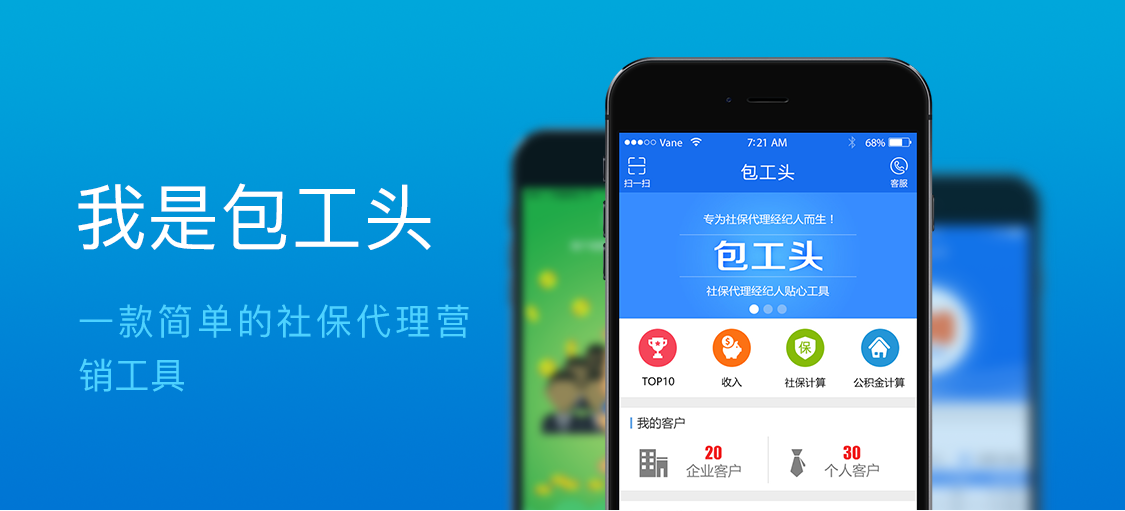 我是包工头
一款简单的社保代理营
销工具
Vane
7:21 AM
68%
扫一扫
包工头
客服
专为社保代理经纪人而生！
包工头
社保代理经纪人贴心工具
保
TOP10
收入
社保计算
公积金计算
我的客户
20
企业客户
30
个人客户